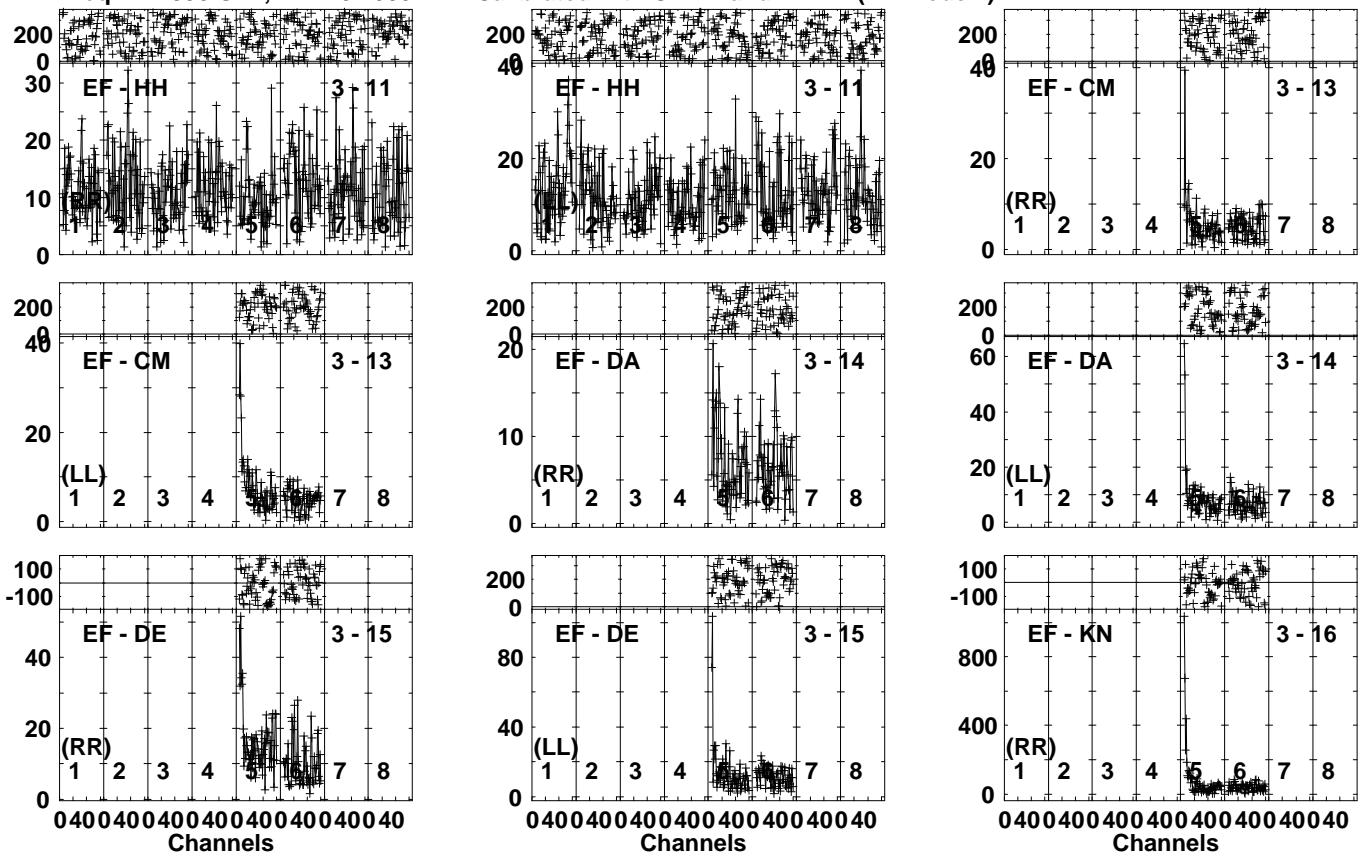 200 0 200 0 200 0
30 20 10 0 EF - HH 3 - 11 (RR) 1 2 3 4 5 6 7 8
40 20 0 EF - HH 3 - 11 (LL) 1 2 3 4 5 6 7 8
40 20 0 EF - CM 3 - 13 (RR) 1 2 3 4 5 6 7 8
200 0 200 0 200 0
40 20 0 EF - CM 3 - 13 (LL) 1 2 3 4 5 6 7 8
20 10 0 EF - DA 3 - 14 (RR) 1 2 3 4 5 6 7 8
60 40 20 0 EF - DA 3 - 14 (LL) 1 2 3 4 5 6 7 8
100 -100 200 0 100 -100
40 20 0 EF - DE 3 - 15 (RR) 1 2 3 4 5 6 7 8
80 40 0 EF - DE 3 - 15 (LL) 1 2 3 4 5 6 7 8
800 400 0 EF - KN 3 - 16 (RR) 1 2 3 4 5 6 7 8
0 40 0 40 0 40 0 40 0 40 0 40 0 40 0 40
0 40 0 40 0 40 0 40 0 40 0 40 0 40 0 40
0 40 0 40 0 40 0 40 0 40 0 40 0 40 0 40
Channels Channels Channels